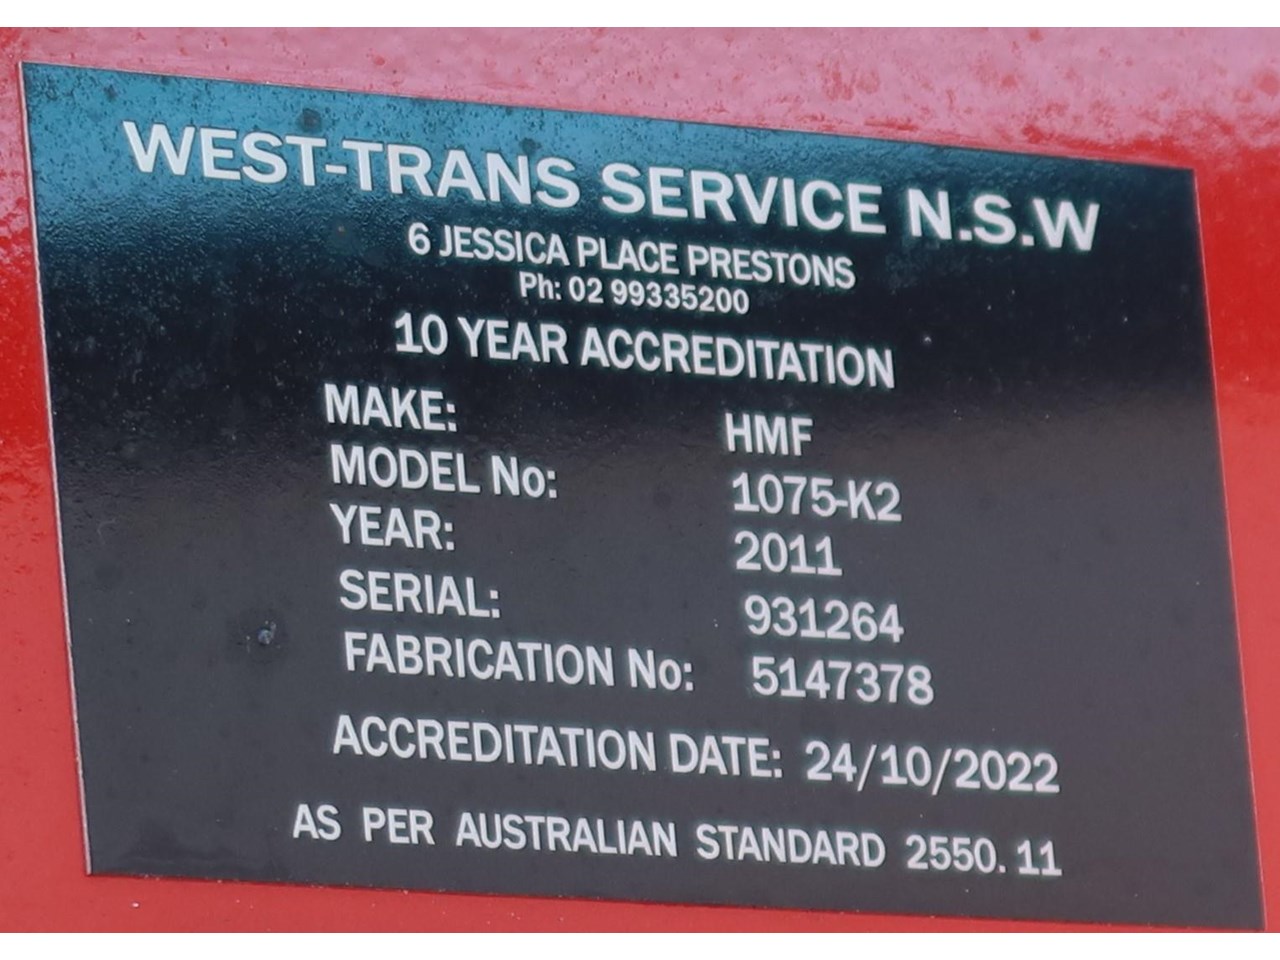 WEST-TRANS SERVICE N.S.W
6 JESSICA PLACE PRESTONS
Ph: 02 99335200
10 YEAR ACCREDITATION
MAKE: HMF
MODEL No: 1075-K2
YEAR: 2011
SERIAL: 931264
FABRICATION No: 5147378
ACCREDITATION DATE: 24/10/2022
AS PER AUSTRALIAN STANDARD 2550.11